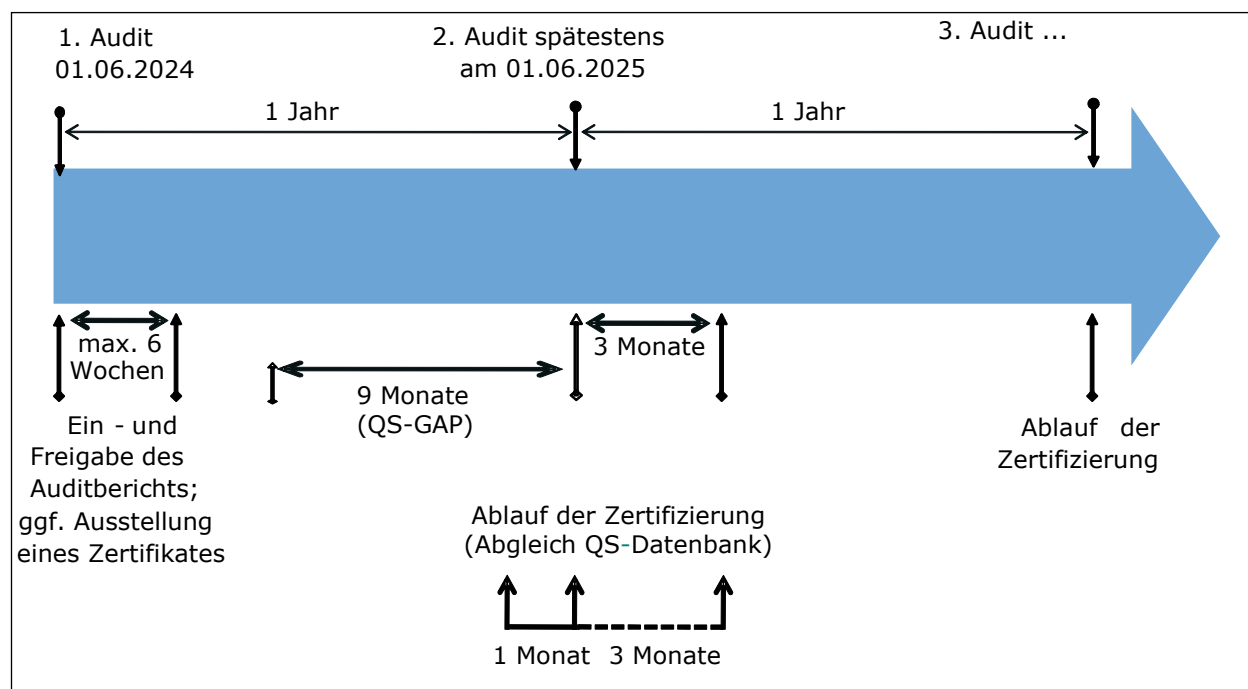 1. Audit
01.06.2024
2. Audit spätestens
am 01.06.2025
3. Audit ...
1 Jahr
1 Jahr
max. 6
Wochen
3 Monate
9 Monate
(QS-GAP)
Ein - und
Freigabe des
Auditberichts;
ggf. Ausstellung
eines Zertifikates
Ablauf der
Zertifizierung
Ablauf der Zertifizierung
(Abgleich QS-Datenbank)
1 Monat
3 Monate